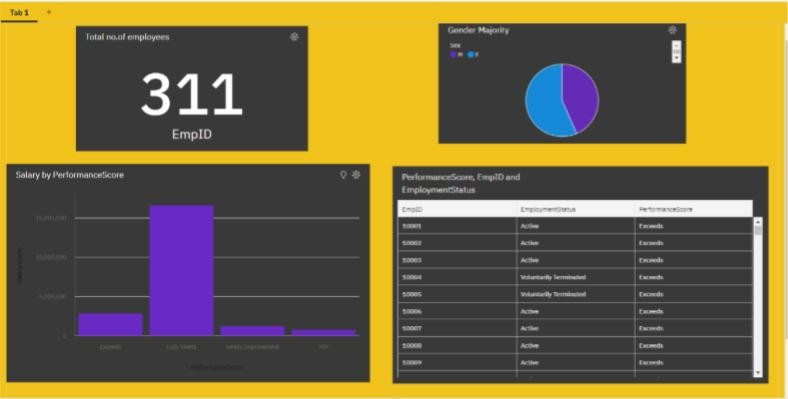 Tab 1 +
Total no.of employees
311
EmpID
Gender Majority
Sex
M F
Salary by PerformanceScore
15,000,000
10,000,000
5,000,000
0
Exceeds Fully Meets Needs Improvement PIP
PerformanceScore
PerformanceScore, EmpID and
EmploymentStatus
EmpID EmploymentStatus PerformanceScore
10001 Active Exceeds
10002 Active Exceeds
10003 Active Exceeds
10004 Voluntarily Terminated Exceeds
10005 Voluntarily Terminated Exceeds
10006 Active Exceeds
10007 Active Exceeds
10008 Active Exceeds
10009 Active Exceeds